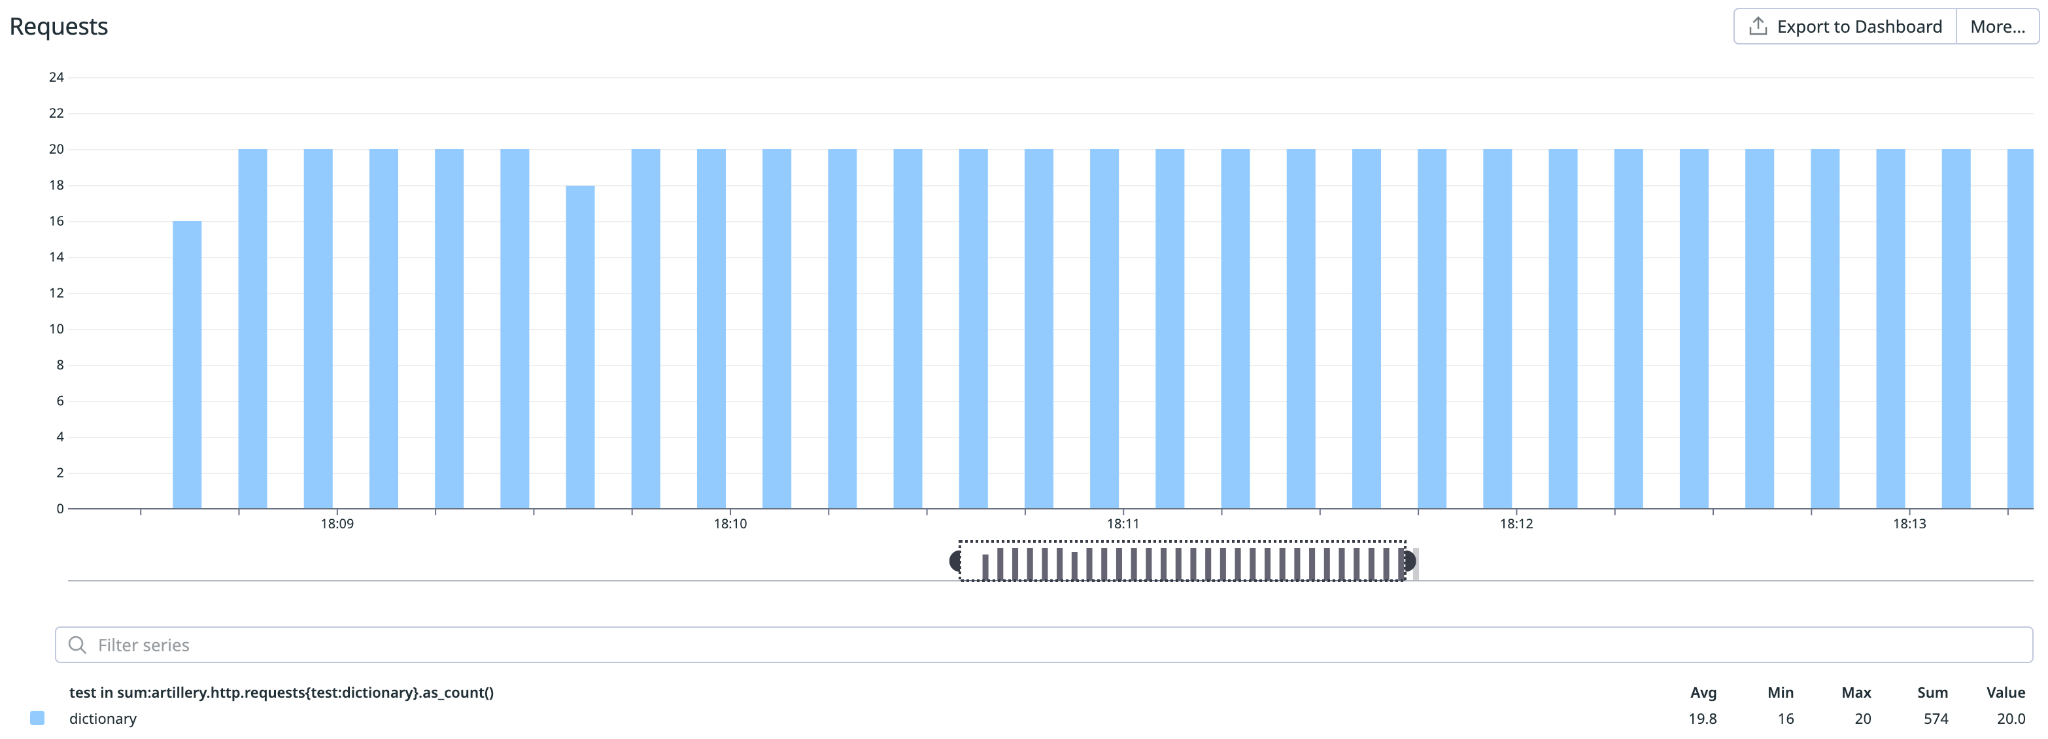 Requests
Export to Dashboard
More...
24
22
20
18
16
14
12
10
8
6
4
2
0
18:09 18:10 18:11 18:12 18:13
Filter series
test in sum:artillery.http.requests{test:dictionary}.as_count() Avg Min Max Sum Value
dictionary 19.8 16 20 574 20.0